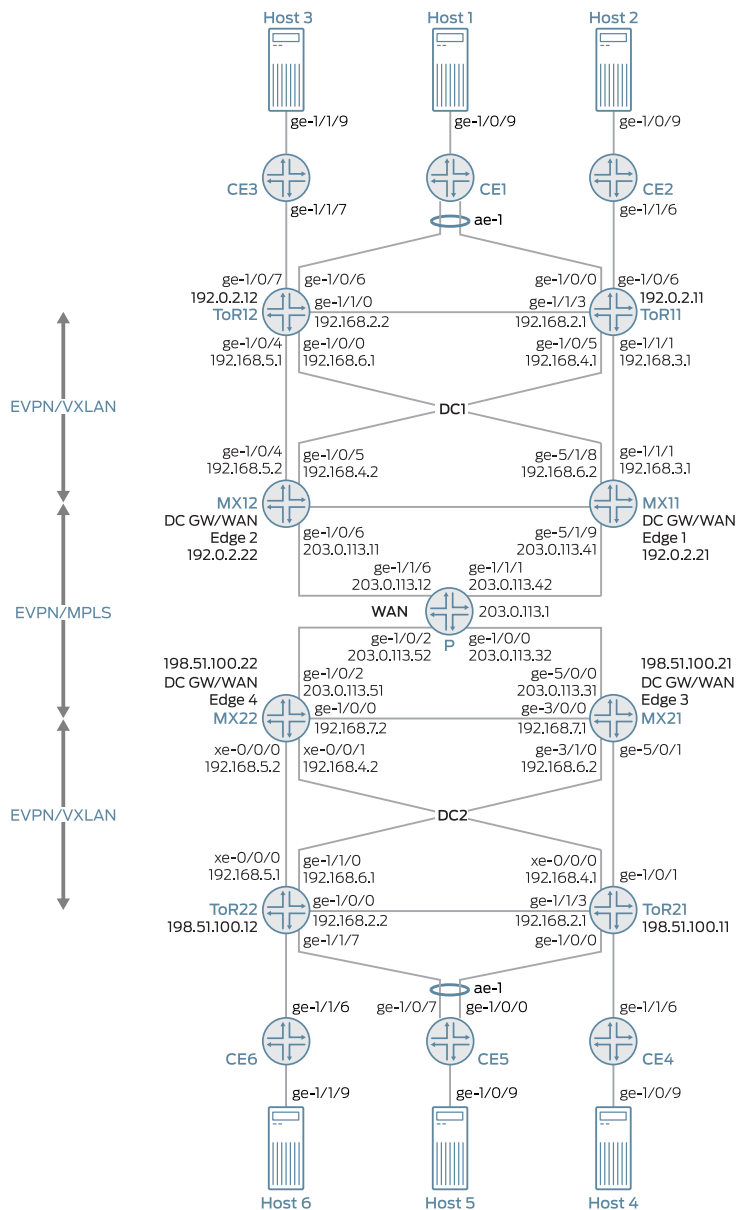 Host 3
Host 1
Host 2
ge-1/1/9
ge-1/0/9
ge-1/0/9
CE3
CE1
CE2
ge-1/1/7
ae-1
ge-1/1/6
ge-1/0/7
192.0.2.12
ToR12
ge-1/0/6
ge-1/1/0
192.168.2.2
ge-1/0/0
ge-1/1/3
192.168.2.1
ge-1/0/6
192.0.2.11
ToR11
ge-1/0/4
192.168.5.1
ge-1/0/0
192.168.6.1
ge-1/0/5
192.168.4.1
ge-1/1/1
192.168.3.1
EVPN/VXLAN
DC1
ge-1/0/4
192.168.5.2
ge-1/0/5
192.168.4.2
ge-5/1/8
192.168.6.2
ge-1/1/1
192.168.3.1
MX12
DC GW/WAN
Edge 2
192.0.2.22
MX11
DC GW/WAN
Edge 1
192.0.2.21
ge-1/0/6
203.0.113.11
ge-5/1/9
203.0.113.41
ge-1/1/6
203.0.113.12
ge-1/1/1
203.0.113.42
EVPN/MPLS
WAN
203.0.113.1
P
ge-1/0/2
203.0.113.52
ge-1/0/0
203.0.113.32
198.51.100.22
DC GW/WAN
Edge 4
MX22
ge-1/0/2
203.0.113.51
ge-1/0/0
192.168.7.2
ge-5/0/0
203.0.113.31
ge-3/0/0
192.168.7.1
198.51.100.21
DC GW/WAN
Edge 3
MX21
xe-0/0/0
192.168.5.2
xe-0/0/1
192.168.4.2
ge-3/1/0
192.168.6.2
ge-5/0/1
EVPN/VXLAN
DC2
xe-0/0/0
192.168.5.1
ge-1/1/0
192.168.6.1
xe-0/0/0
192.168.4.1
ge-1/0/1
ToR22
198.51.100.12
ge-1/0/0
192.168.2.2
ge-1/1/3
192.168.2.1
ToR21
198.51.100.11
ge-1/1/7
ge-1/0/0
ae-1
ge-1/1/6
ge-1/0/7
ge-1/0/0
ge-1/1/6
CE6
CE5
CE4
ge-1/1/9
ge-1/0/9
ge-1/0/9
Host 6
Host 5
Host 4